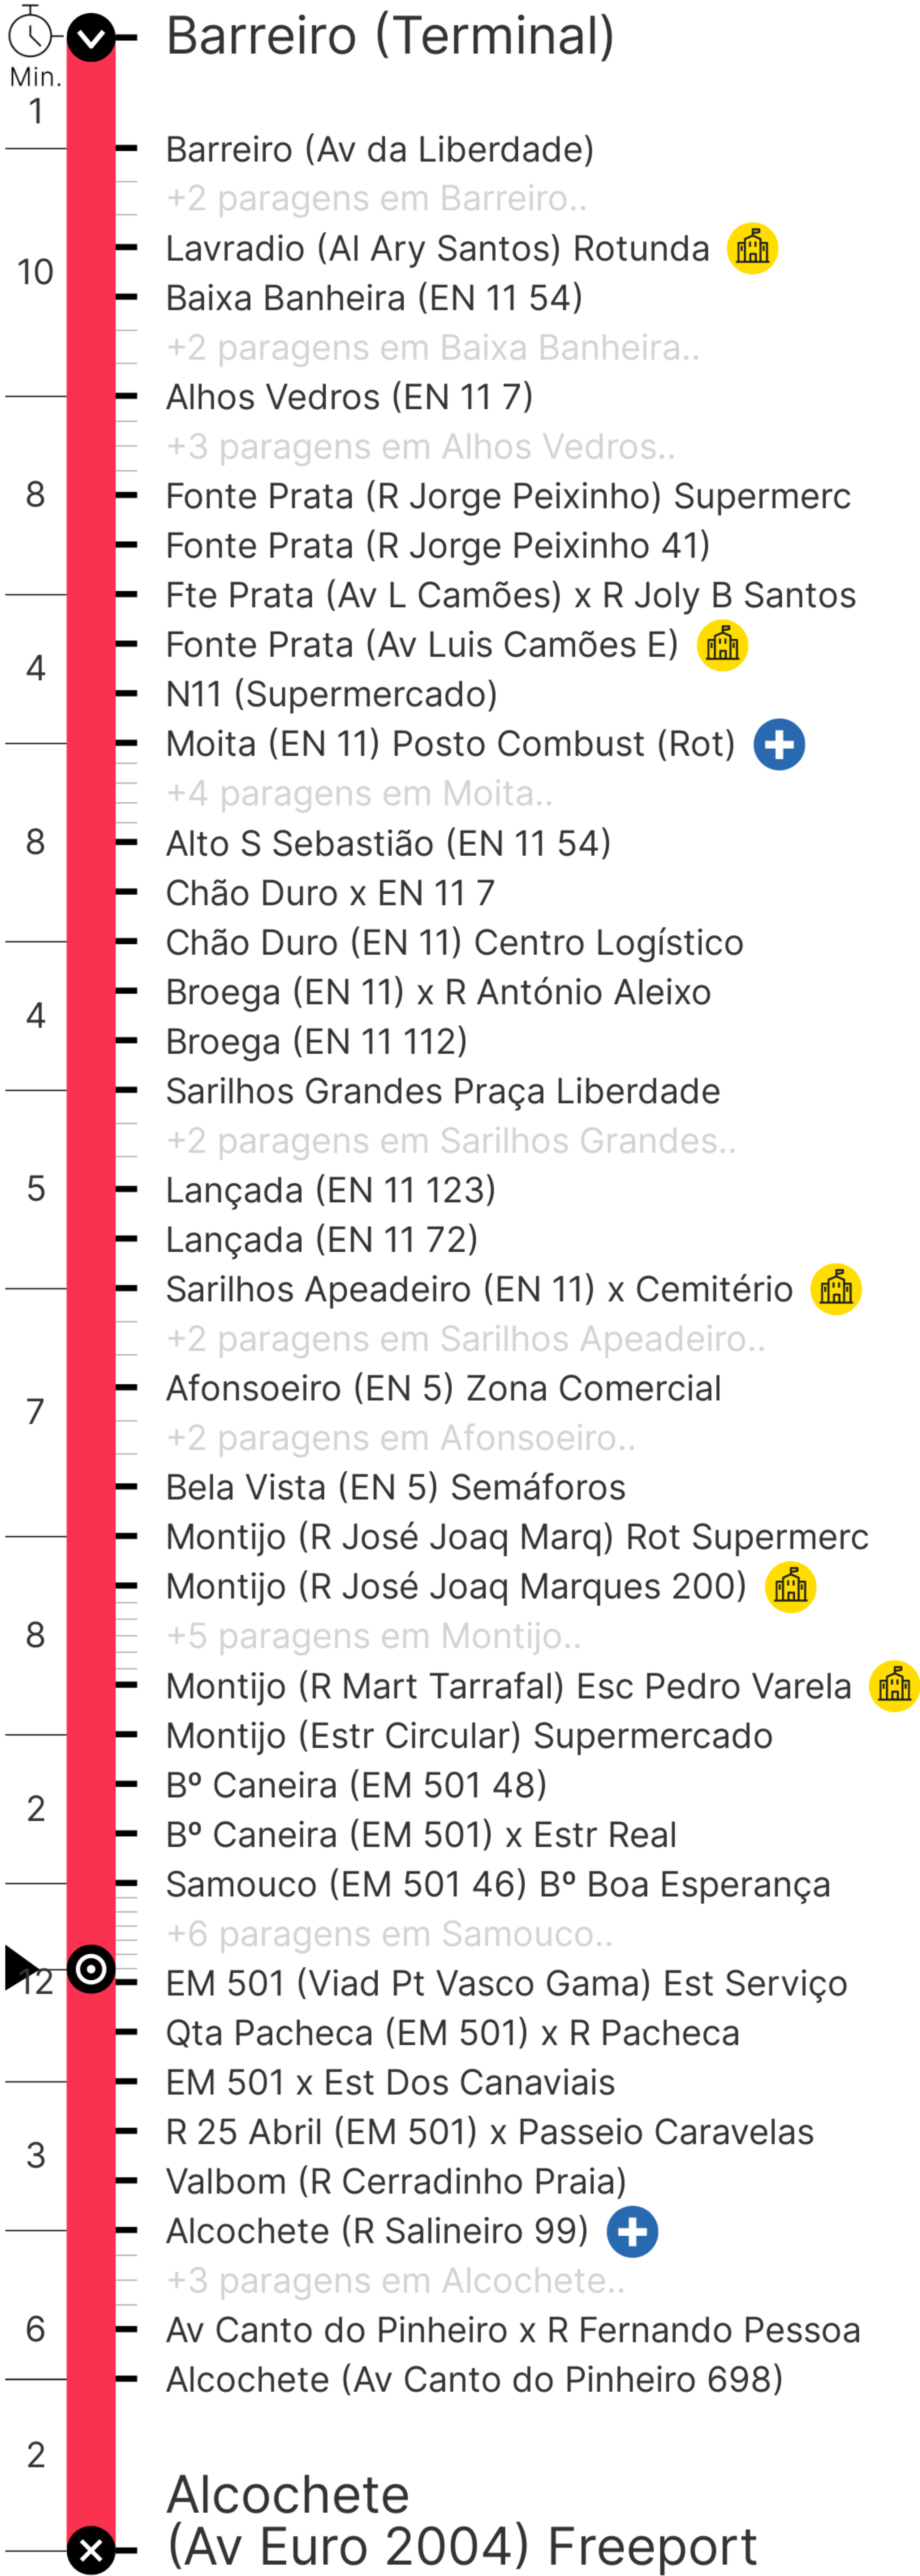 Barreiro (Terminal)
Min.
1
Barreiro (Av da Liberdade)
+2 paragens em Barreiro..
Lavradio (Al Ary Santos) Rotunda
10
Baixa Banheira (EN 11 54)
+2 paragens em Baixa Banheira..
Alhos Vedros (EN 11 7)
+3 paragens em Alhos Vedros..
8
Fonte Prata (R Jorge Peixinho) Supermerc
Fonte Prata (R Jorge Peixinho 41)
Fte Prata (Av L Camões) x R Joly B Santos
Fonte Prata (Av Luis Camões E)
4
N11 (Supermercado)
Moita (EN 11) Posto Combust (Rot)
+4 paragens em Moita..
8
Alto S Sebastião (EN 11 54)
Chão Duro x EN 11 7
Chão Duro (EN 11) Centro Logístico
Broega (EN 11) x R António Aleixo
4
Broega (EN 11 112)
Sarilhos Grandes Praça Liberdade
+2 paragens em Sarilhos Grandes..
5
Lançada (EN 11 123)
Lançada (EN 11 72)
Sarilhos Apeadeiro (EN 11) x Cemitério
+2 paragens em Sarilhos Apeadeiro..
Afonsoeiro (EN 5) Zona Comercial
7
+2 paragens em Afonsoeiro..
Bela Vista (EN 5) Semáforos
Montijo (R José Joaq Marq) Rot Supermerc
Montijo (R José Joaq Marques 200)
8
+5 paragens em Montijo..
Montijo (R Mart Tarrafal) Esc Pedro Varela
Montijo (Estr Circular) Supermercado
Bº Caneira (EM 501 48)
2
Bº Caneira (EM 501) x Estr Real
Samouco (EM 501 46) Bº Boa Esperança
+6 paragens em Samouco..
12
EM 501 (Viad Pt Vasco Gama) Est Serviço
Qta Pacheca (EM 501) x R Pacheca
EM 501 x Est Dos Canaviais
R 25 Abril (EM 501) x Passeio Caravelas
3
Valbom (R Cerradinho Praia)
Alcochete (R Salineiro 99)
+3 paragens em Alcochete..
6
Av Canto do Pinheiro x R Fernando Pessoa
Alcochete (Av Canto do Pinheiro 698)
2
Alcochete
(Av Euro 2004) Freeport